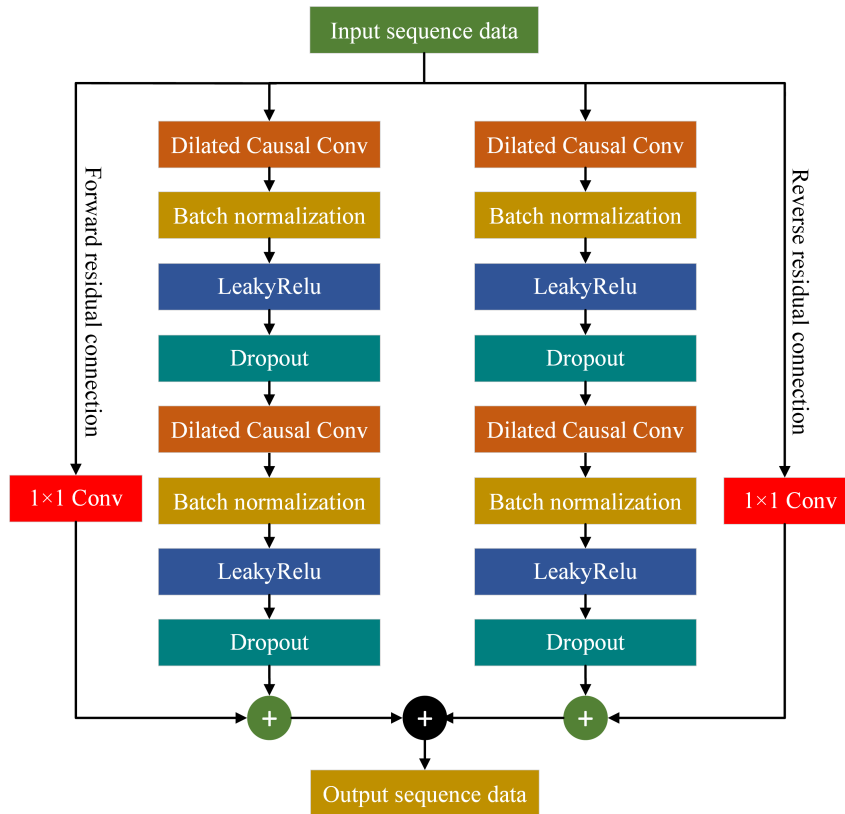 Input sequence data
Forward residual connection
Dilated Causal Conv
Batch normalization
LeakyRelu
Dropout
Dilated Causal Conv
Batch normalization
LeakyRelu
Dropout
1×1 Conv
+
Dilated Causal Conv
Batch normalization
LeakyRelu
Dropout
Dilated Causal Conv
Batch normalization
LeakyRelu
Dropout
+
Reverse residual connection
1×1 Conv
+
Output sequence data